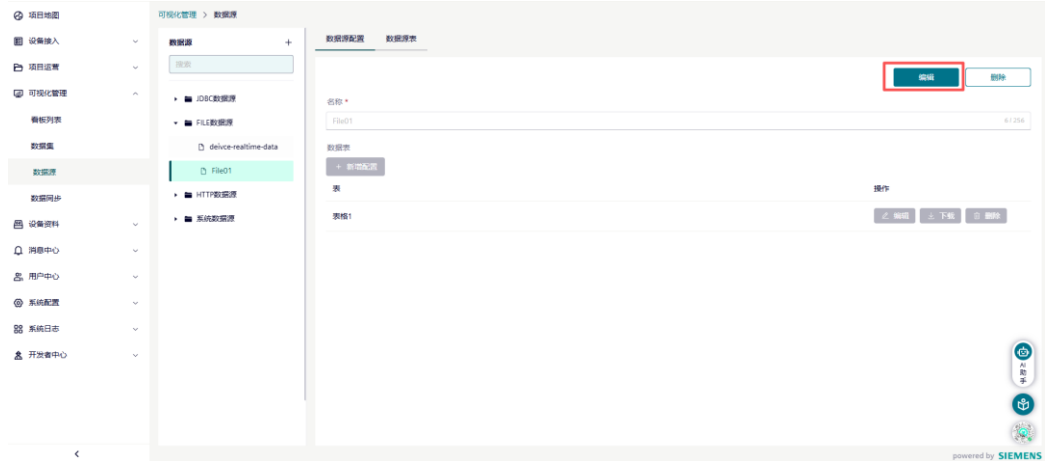 项目地图
设备接入
项目运营
可视化管理
看板列表
数据集
数据源
数据同步
设备资料
消息中心
用户中心
系统配置
系统日志
开发者中心
可视化管理 > 数据源
数据源 +
搜索
JDBC数据源
FILE数据源
deivce-realtime-data
File01
HTTP数据源
系统数据源
数据源配置 数据源表
编辑 删除
名称 *
File01 6 / 256
数据表
+ 新增配置
表 操作
表格1 编辑 下载 删除
AI
助
手
powered by SIEMENS